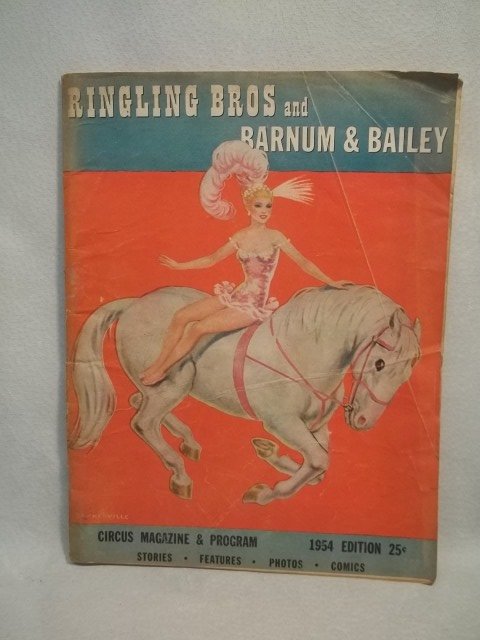 RINGLING BROS and
BARNUM & BAILEY
CIRCUS MAGAZINE & PROGRAM
1954 EDITION 25¢
STORIES • FEATURES • PHOTOS • COMICS